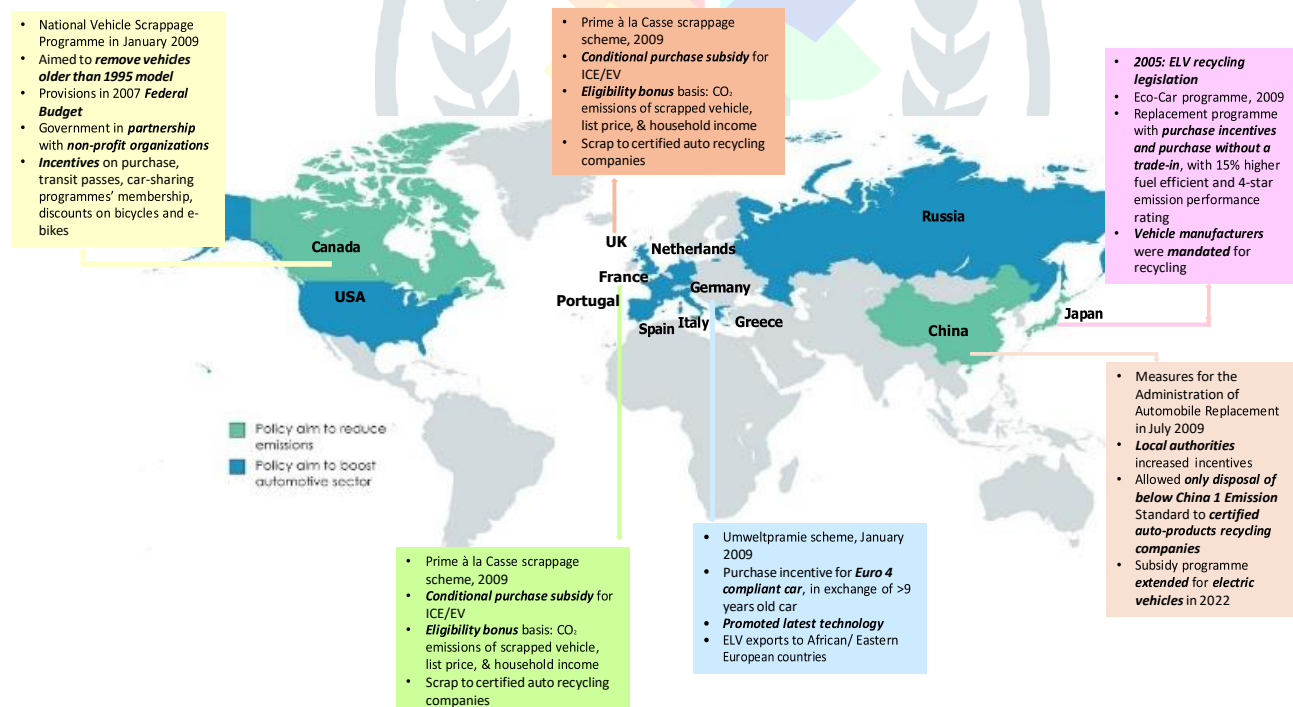 • National Vehicle Scrappage
Programme in January 2009
• Aimed to remove vehicles
older than 1995 model
• Provisions in 2007 Federal
Budget
• Government in partnership
with non-profit organizations
• Incentives on purchase,
transit passes, car-sharing
programmes’ membership,
discounts on bicycles and e-
bikes
• Prime à la Casse scrappage
scheme, 2009
• Conditional purchase subsidy for
ICE/EV
• Eligibility bonus basis: CO₂
emissions of scrapped vehicle,
list price, & household income
• Scrap to certified auto recycling
companies
• 2005: ELV recycling
legislation
• Eco-Car programme, 2009
• Replacement programme
with purchase incentives
and purchase without a
trade-in, with 15% higher
fuel efficient and 4-star
emission performance
rating
• Vehicle manufacturers
were mandated for
recycling
Canada
USA
UK
Netherlands
France
Germany
Portugal
Spain
Italy
Greece
Russia
China
Japan
Policy aim to reduce
emissions
Policy aim to boost
automotive sector
• Measures for the
Administration of
Automobile Replacement
in July 2009
• Local authorities
increased incentives
• Allowed only disposal of
below China 1 Emission
Standard to certified
auto-products recycling
companies
• Subsidy programme
extended for electric
vehicles in 2022
• Prime à la Casse scrappage
scheme, 2009
• Conditional purchase subsidy for
ICE/EV
• Eligibility bonus basis: CO₂
emissions of scrapped vehicle,
list price, & household income
• Scrap to certified auto recycling
companies
• Umweltpramie scheme, January
2009
• Purchase incentive for Euro 4
compliant car, in exchange of >9
years old car
• Promoted latest technology
• ELV exports to African/ Eastern
European countries